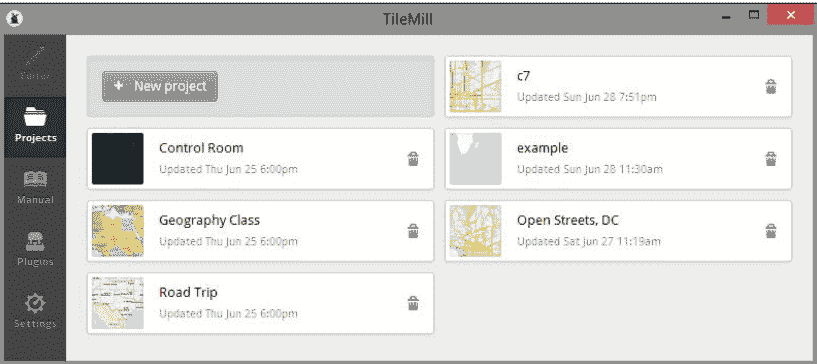 TileMill
Editor
Projects
Manual
Plugins
Settings
+ New project
c7
Updated Sun Jun 28 7:51pm
Control Room
Updated Thu Jun 25 6:00pm
example
Updated Sun Jun 28 11:30am
Geography Class
Updated Thu Jun 25 6:00pm
Open Streets, DC
Updated Sat Jun 27 11:19am
Road Trip
Updated Thu Jun 25 6:00pm